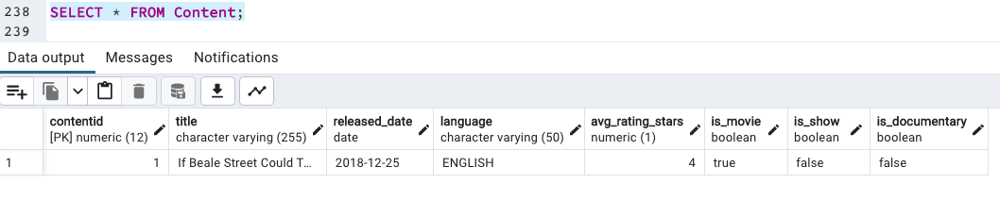 238 SELECT * FROM Content;
239
Data output Messages Notifications
contentid title released_date language avg_rating_stars is_movie is_show is_documentary
[PK] numeric (12) character varying (255) date character varying (50) numeric (1) boolean boolean boolean
1 1 If Beale Street Could T... 2018-12-25 ENGLISH 4 true false false